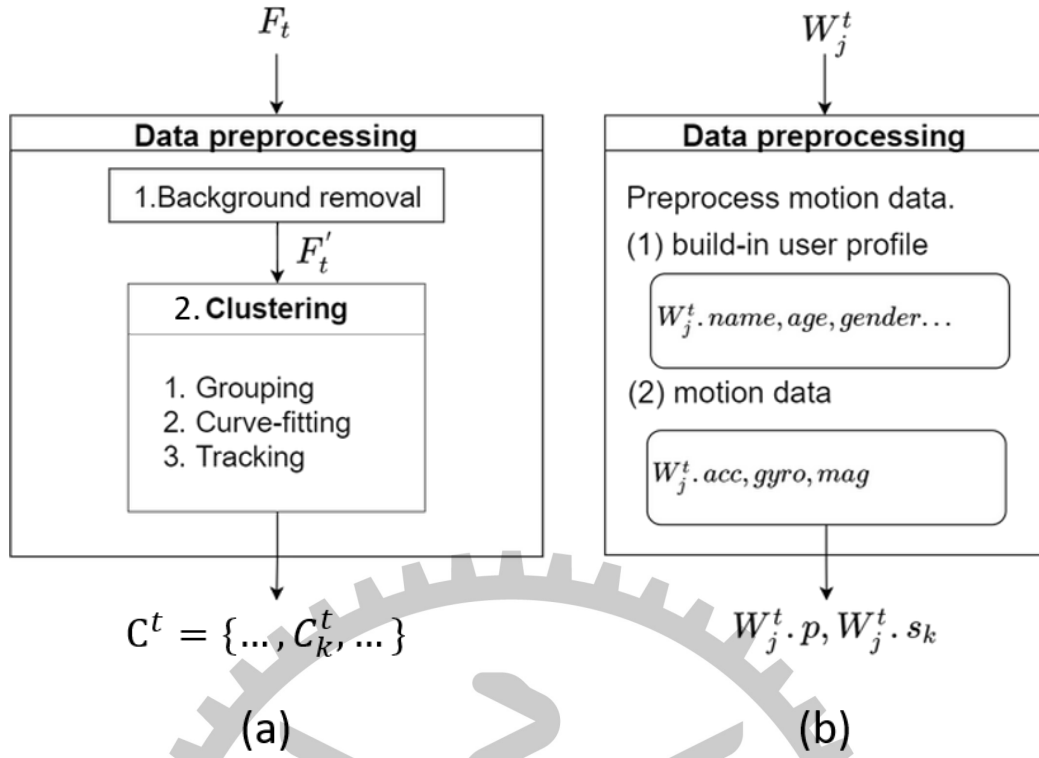 F_t
Data preprocessing
1.Background removal
F_t^'
2. Clustering
1. Grouping
2. Curve-fitting
3. Tracking
C^t = {…, C_k^t, …}
(a)
W_j^t
Data preprocessing
Preprocess motion data.
(1) build-in user profile
W_j^t.name, age, gender...
(2) motion data
W_j^t.acc, gyro, mag
W_j^t.p, W_j^t.s_k
(b)